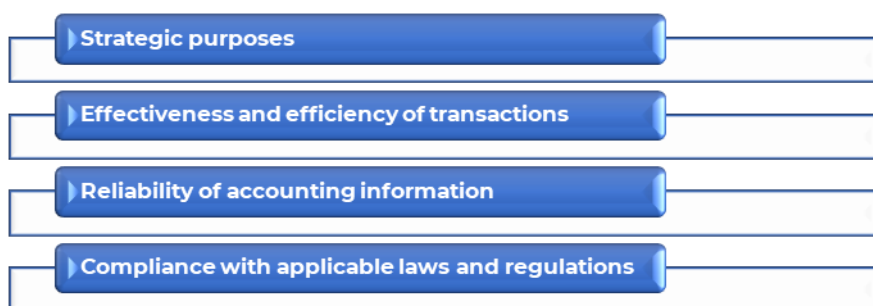 Strategic purposes
Effectiveness and efficiency of transactions
Reliability of accounting information
Compliance with applicable laws and regulations